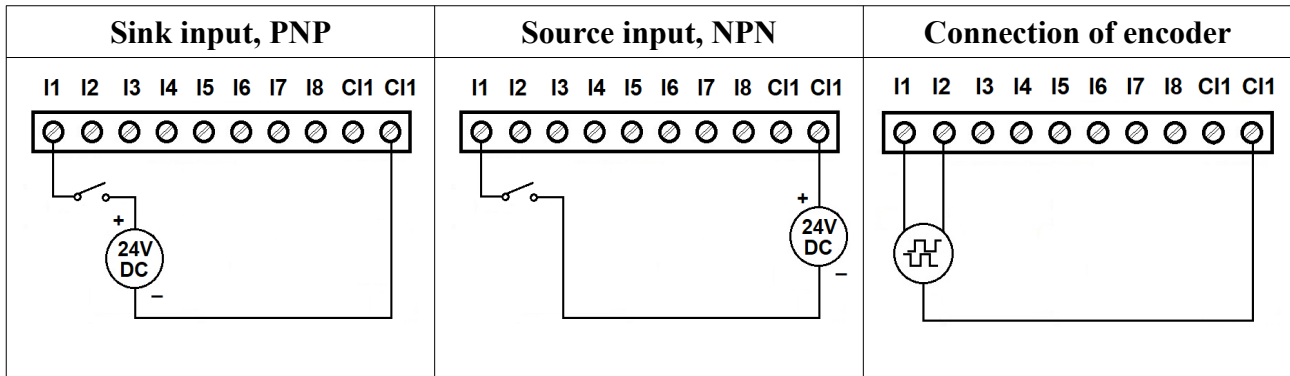 Sink input, PNP
Source input, NPN
Connection of encoder
I1 I2 I3 I4 I5 I6 I7 I8 CI1 CI1
+
24V
DC
–
I1 I2 I3 I4 I5 I6 I7 I8 CI1 CI1
+
24V
DC
–
I1 I2 I3 I4 I5 I6 I7 I8 CI1 CI1